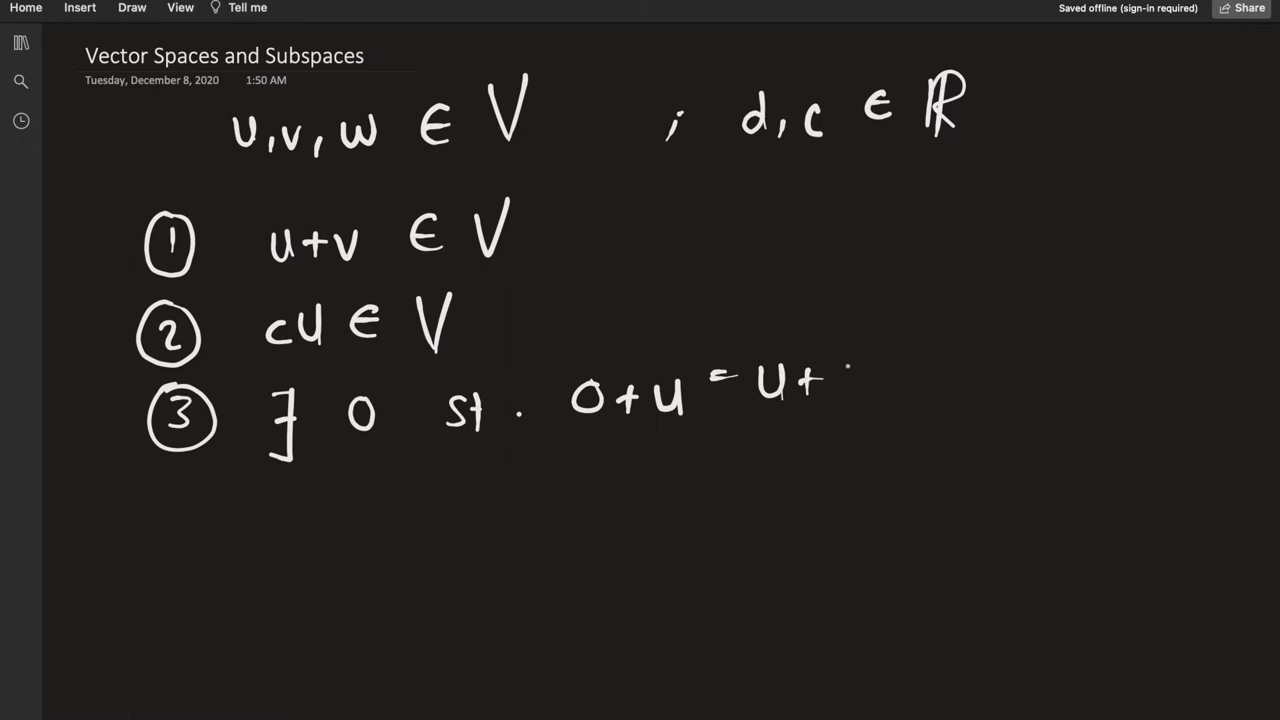 Home Insert Draw View Tell me Saved offline (sign-in required) Share
Vector Spaces and Subspaces
Tuesday, December 8, 2020 1:50 AM
u, v, w ∈ V ; d, c ∈ ℝ
① u+v ∈ V
② cu ∈ V
③ ∃ 0 st. 0+u = u+